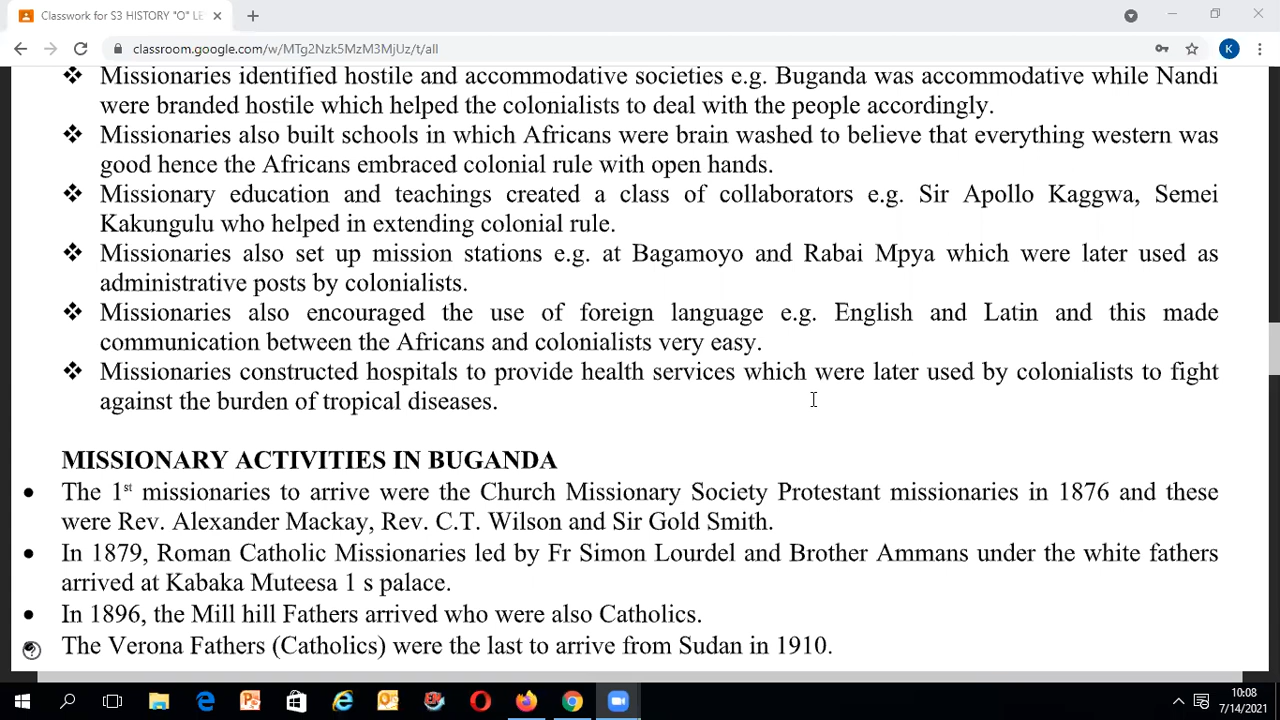 Classwork for S3 HISTORY "O" LE
classroom.google.com/w/MTg2Nzk5MzM3MjUz/t/all
K
❖ Missionaries identified hostile and accommodative societies e.g. Buganda was accommodative while Nandi
were branded hostile which helped the colonialists to deal with the people accordingly.
❖ Missionaries also built schools in which Africans were brain washed to believe that everything western was
good hence the Africans embraced colonial rule with open hands.
❖ Missionary education and teachings created a class of collaborators e.g. Sir Apollo Kaggwa, Semei
Kakungulu who helped in extending colonial rule.
❖ Missionaries also set up mission stations e.g. at Bagamoyo and Rabai Mpya which were later used as
administrative posts by colonialists.
❖ Missionaries also encouraged the use of foreign language e.g. English and Latin and this made
communication between the Africans and colonialists very easy.
❖ Missionaries constructed hospitals to provide health services which were later used by colonialists to fight
against the burden of tropical diseases.
MISSIONARY ACTIVITIES IN BUGANDA
• The 1st missionaries to arrive were the Church Missionary Society Protestant missionaries in 1876 and these
were Rev. Alexander Mackay, Rev. C.T. Wilson and Sir Gold Smith.
• In 1879, Roman Catholic Missionaries led by Fr Simon Lourdel and Brother Ammans under the white fathers
arrived at Kabaka Muteesa 1 s palace.
• In 1896, the Mill hill Fathers arrived who were also Catholics.
The Verona Fathers (Catholics) were the last to arrive from Sudan in 1910.
10:08
7/14/2021